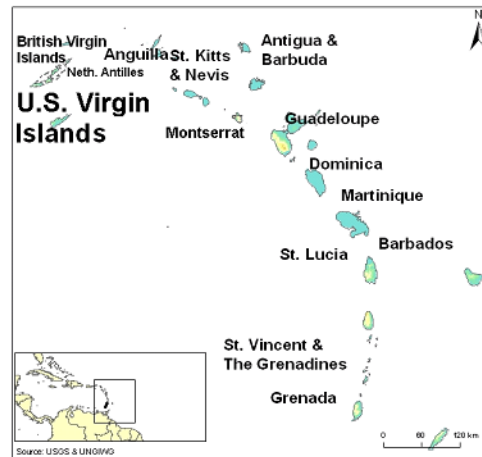 N
British Virgin
Islands
Neth. Antilles
Anguilla
St. Kitts
& Nevis
Antigua &
Barbuda
U.S. Virgin
Islands
Montserrat
Guadeloupe
Dominica
Martinique
Barbados
St. Lucia
St. Vincent &
The Grenadines
Grenada
0 60 120 km
Source: USGS & UNGIWG